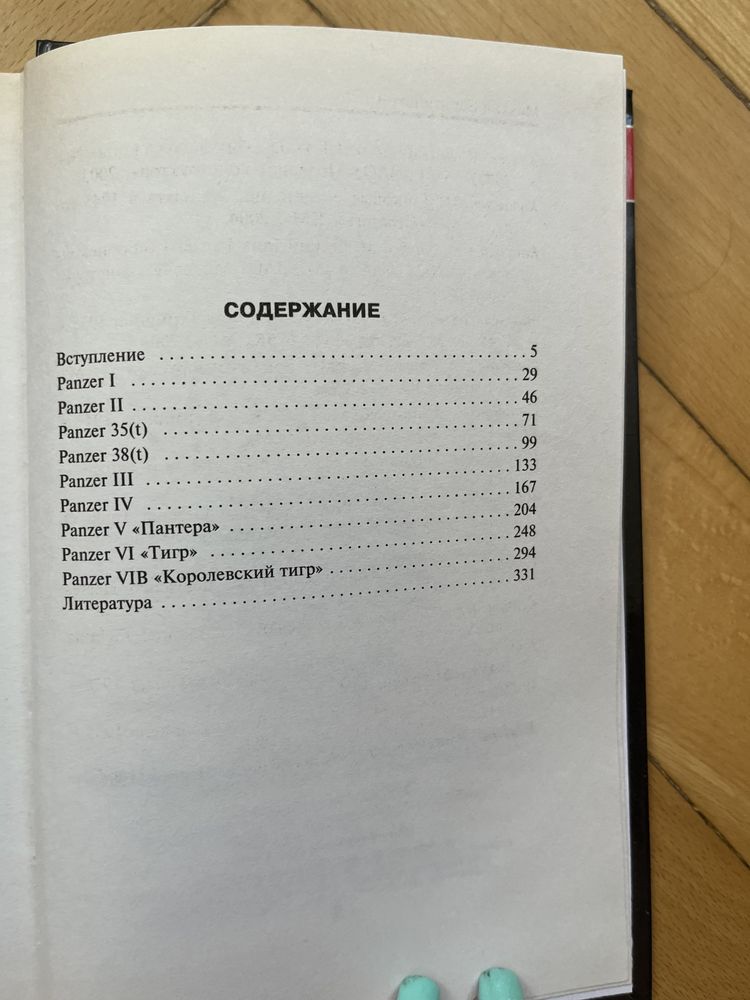 СОДЕРЖАНИЕ
Вступление . . . . . . . . . . . . . . . . . . . . . . . . . . . . 5
Panzer I . . . . . . . . . . . . . . . . . . . . . . . . . . . . . . 29
Panzer II . . . . . . . . . . . . . . . . . . . . . . . . . . . . . 46
Panzer 35(t) . . . . . . . . . . . . . . . . . . . . . . . . . . . 71
Panzer 38(t) . . . . . . . . . . . . . . . . . . . . . . . . . . . 99
Panzer III . . . . . . . . . . . . . . . . . . . . . . . . . . . . 133
Panzer IV . . . . . . . . . . . . . . . . . . . . . . . . . . . . 167
Panzer V «Пантера» . . . . . . . . . . . . . . . . . . . . . 204
Panzer VI «Тигр» . . . . . . . . . . . . . . . . . . . . . . . 248
Panzer VIB «Королевский тигр» . . . . . . . . . . . . 294
Литература . . . . . . . . . . . . . . . . . . . . . . . . . . . 331